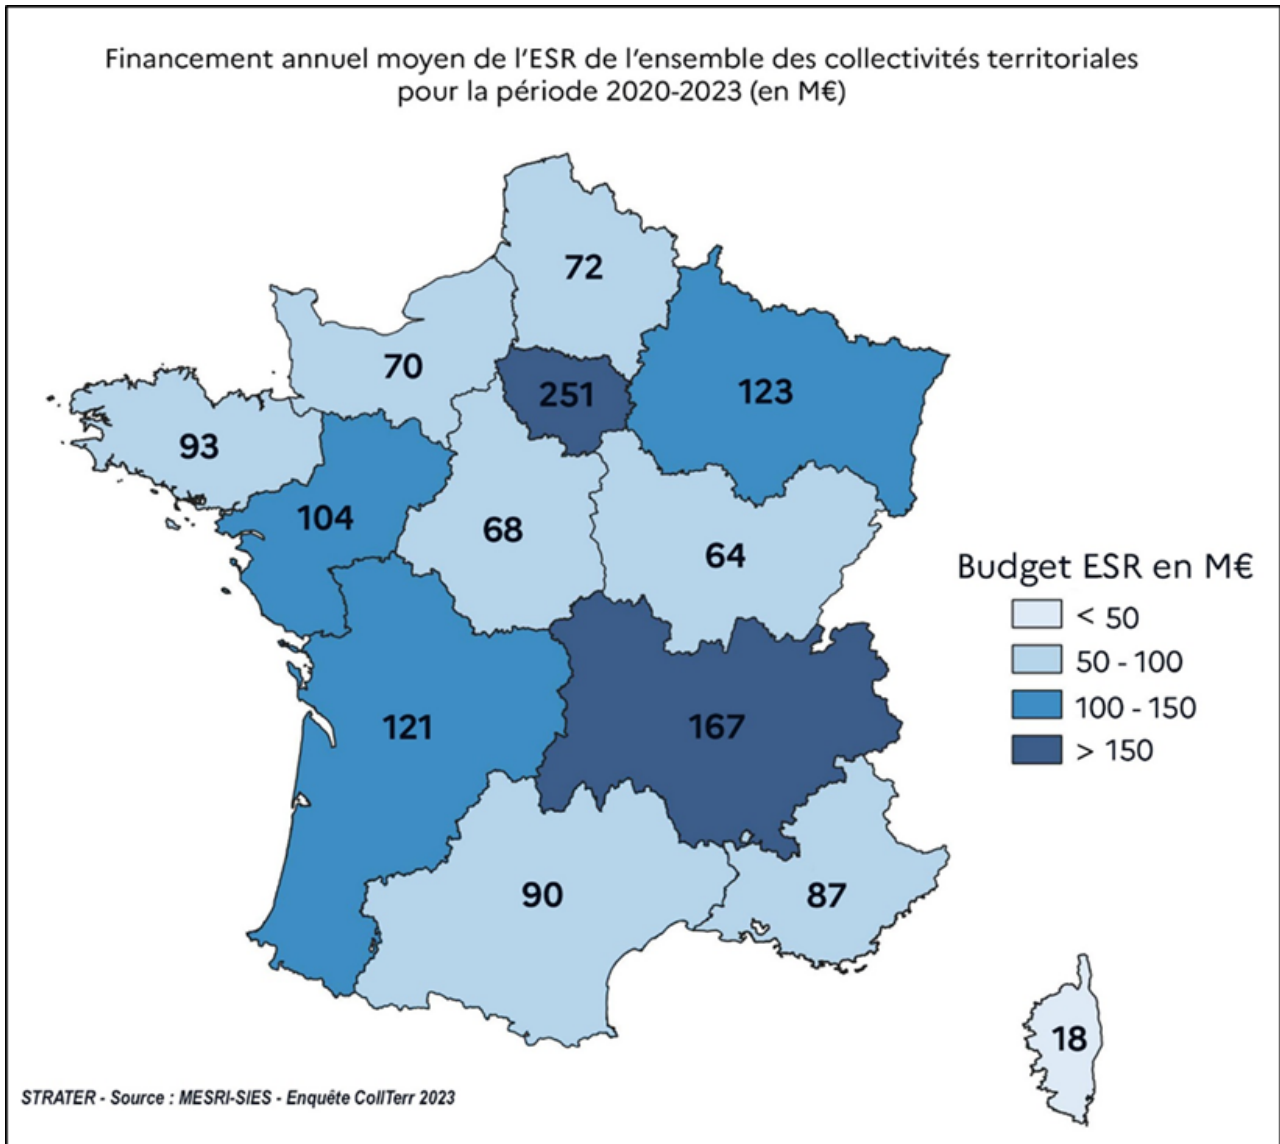 Financement annuel moyen de l'ESR de l'ensemble des collectivités territoriales
pour la période 2020-2023 (en M€)
72
70
251
123
93
104
68
64
Budget ESR en M€
< 50
50 - 100
100 - 150
> 150
121
167
90
87
18
STRATER - Source : MESRI-SIES - Enquête CollTerr 2023